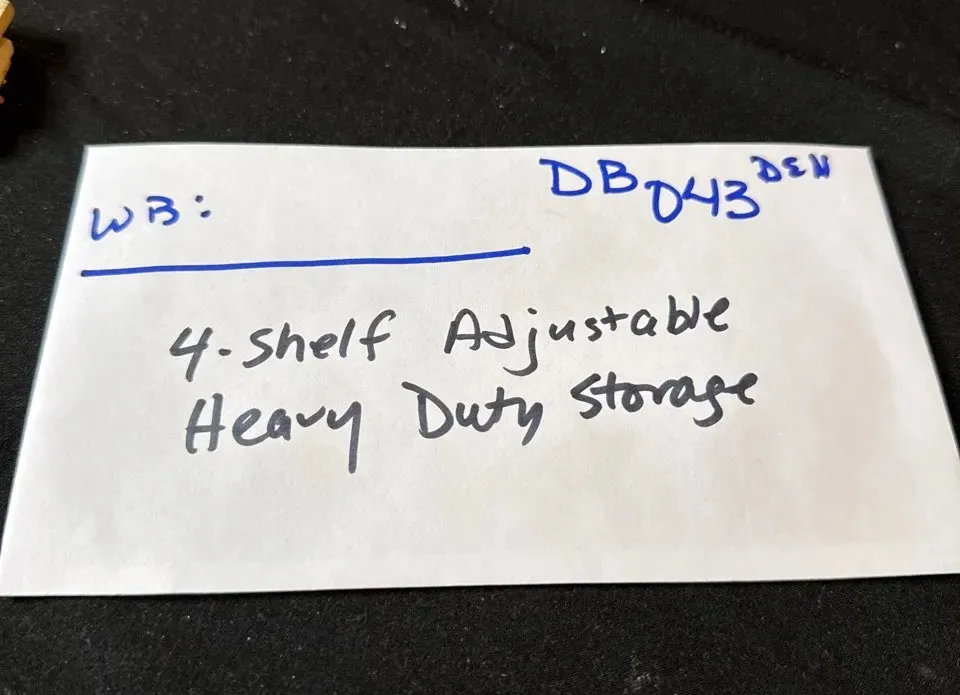 WB:
DB043 DEN
4-Shelf Adjustable
Heavy Duty Storage